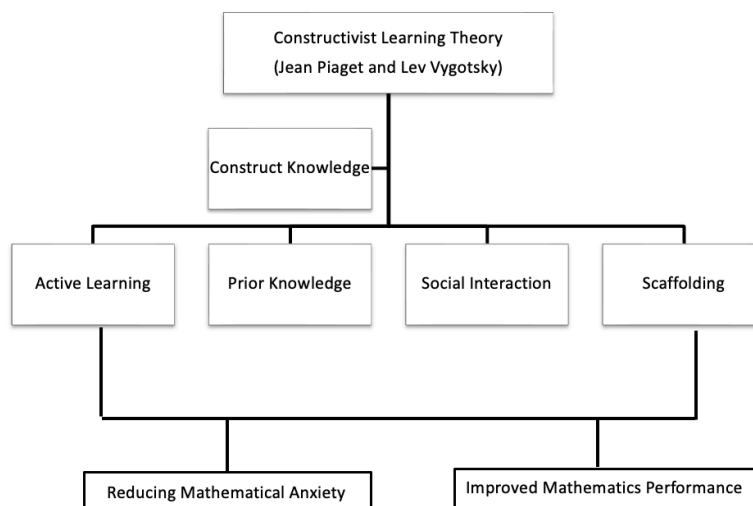 Constructivist Learning Theory
(Jean Piaget and Lev Vygotsky)
Construct Knowledge
Active Learning
Prior Knowledge
Social Interaction
Scaffolding
Reducing Mathematical Anxiety
Improved Mathematics Performance